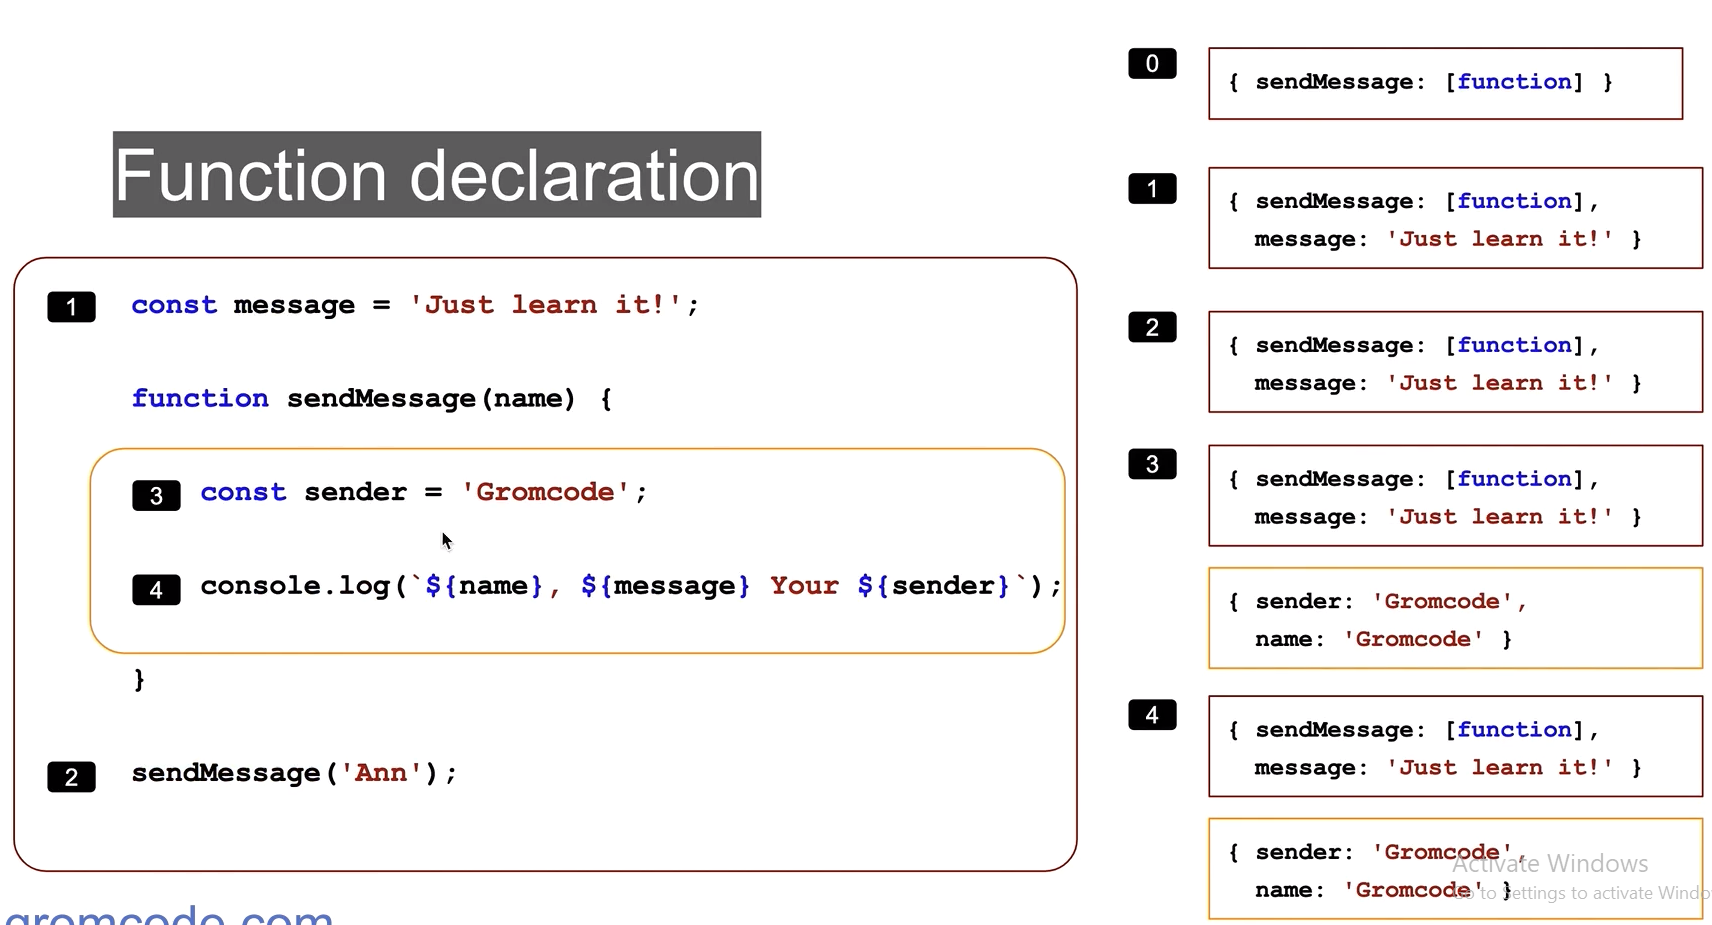 Function declaration
1 const message = 'Just learn it!';
function sendMessage(name) {
3 const sender = 'Gromcode';
4 console.log(`${name}, ${message} Your ${sender}`);
}
2 sendMessage('Ann');
gromcode.com
0 { sendMessage: [function] }
1 { sendMessage: [function],
message: 'Just learn it!' }
2 { sendMessage: [function],
message: 'Just learn it!' }
3 { sendMessage: [function],
message: 'Just learn it!' }
{ sender: 'Gromcode',
name: 'Gromcode' }
4 { sendMessage: [function],
message: 'Just learn it!' }
{ sender: 'Gromcode',
name: 'Gromcode' }
Activate Windows
Go to Settings to activate Windo